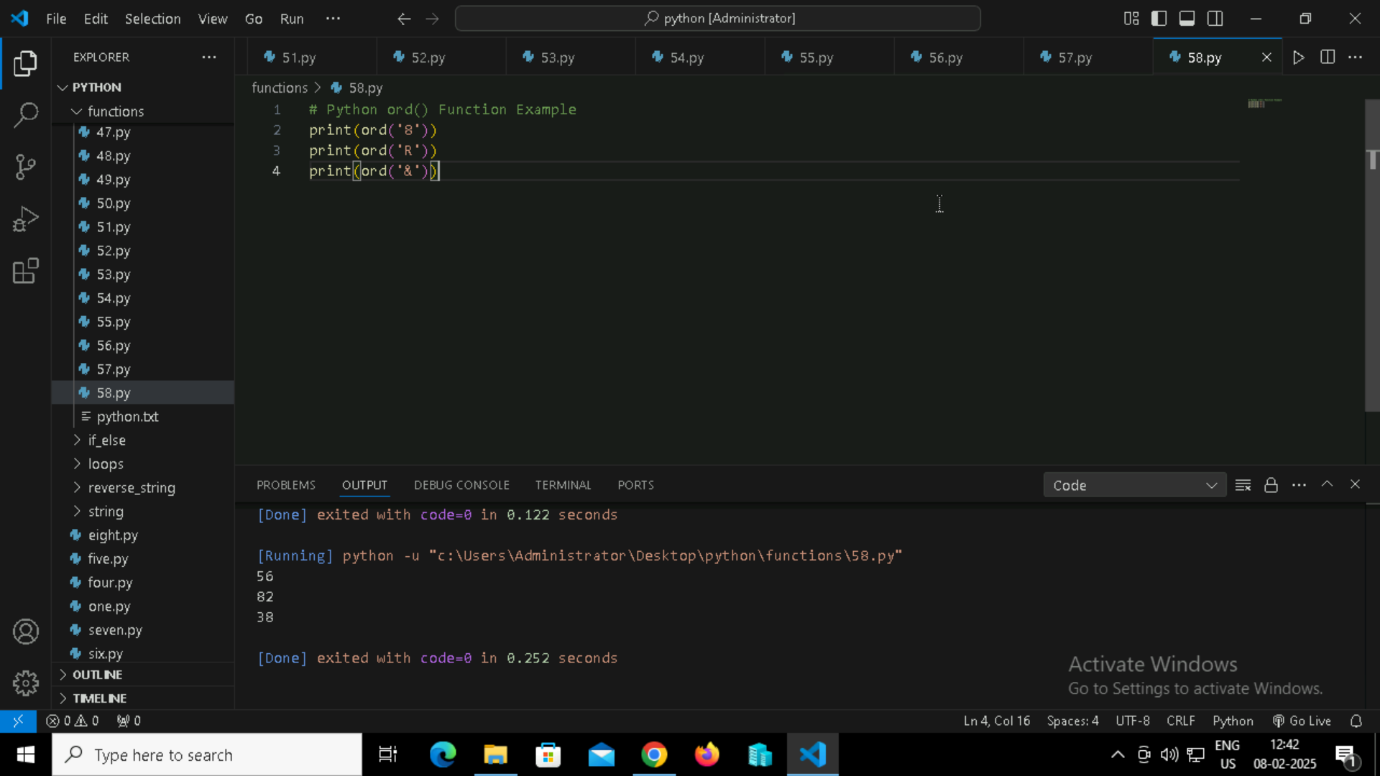 File Edit Selection View Go Run ··· python [Administrator]
EXPLORER ···
51.py 52.py 53.py 54.py 55.py 56.py 57.py 58.py
PYTHON
functions
47.py
48.py
49.py
50.py
51.py
52.py
53.py
54.py
55.py
56.py
57.py
58.py
python.txt
if_else
loops
reverse_string
string
eight.py
five.py
four.py
one.py
seven.py
six.py
OUTLINE
TIMELINE
functions > 58.py
1 # Python ord() Function Example
2 print(ord('8'))
3 print(ord('R'))
4 print(ord('&'))
PROBLEMS OUTPUT DEBUG CONSOLE TERMINAL PORTS Code
[Done] exited with code=0 in 0.122 seconds
[Running] python -u "c:\Users\Administrator\Desktop\python\functions\58.py"
56
82
38
[Done] exited with code=0 in 0.252 seconds
Activate Windows
Go to Settings to activate Windows.
0 0 0 Ln 4, Col 16 Spaces: 4 UTF-8 CRLF Python Go Live
Type here to search
ENG
US
12:42
08-02-2025
1